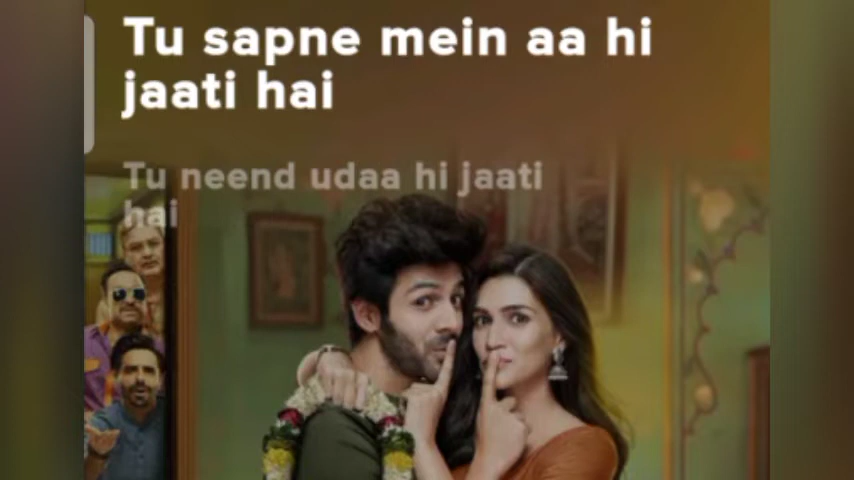 Tu sapne mein aa hi
jaati hai
Tu neend udaa hi jaati
hai